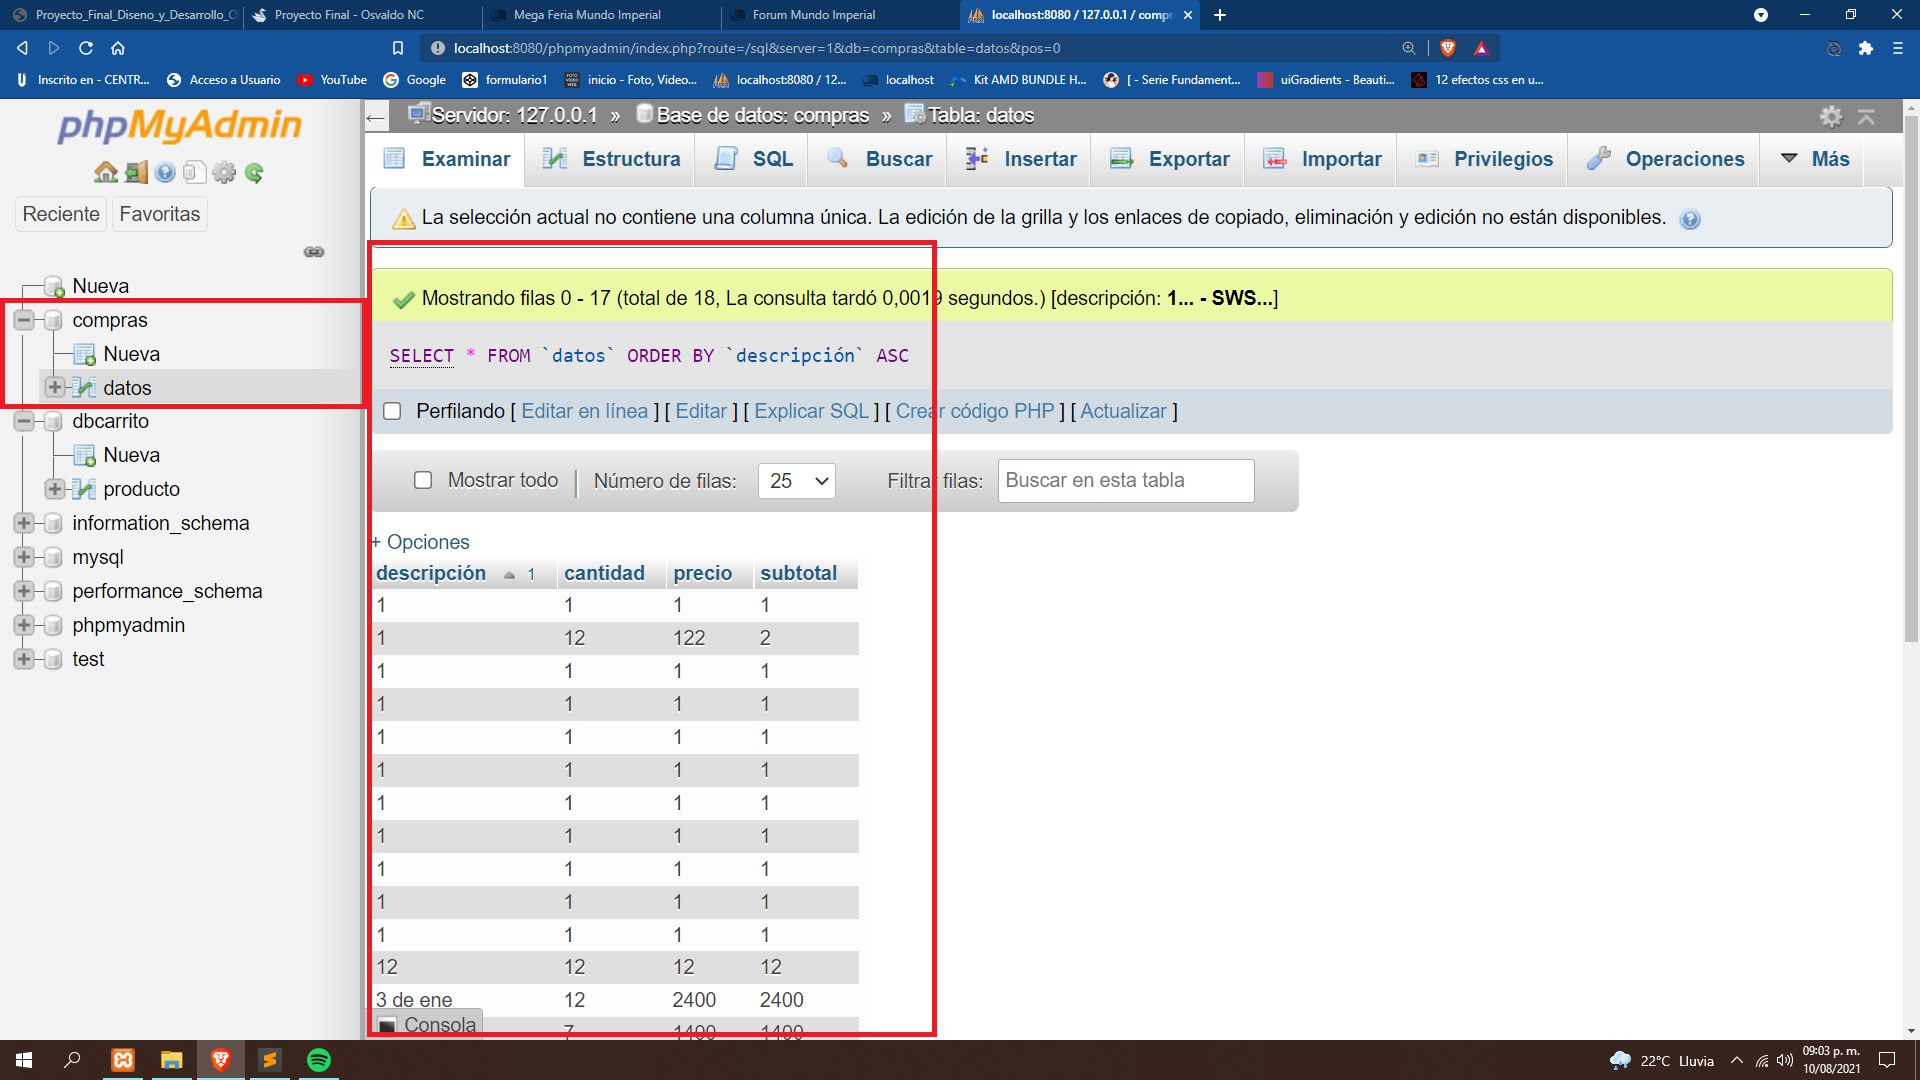 Proyecto_Final_Diseno_y_Desarrollo_O
Proyecto Final - Osvaldo NC
Mega Feria Mundo Imperial
Forum Mundo Imperial
localhost:8080 / 127.0.0.1 / compr
localhost:8080/phpmyadmin/index.php?route=/sql&server=1&db=compras&table=datos&pos=0
Inscrito en - CENTR...
Acceso a Usuario
YouTube
Google
formulario1
inicio - Foto, Video...
localhost:8080 / 12...
localhost
Kit AMD BUNDLE H...
[ - Serie Fundament...
uiGradients - Beauti...
12 efectos css en u...
phpMyAdmin
Reciente
Favoritas
Nueva
compras
Nueva
datos
dbcarrito
Nueva
producto
information_schema
mysql
performance_schema
phpmyadmin
test
Servidor: 127.0.0.1 » Base de datos: compras » Tabla: datos
Examinar
Estructura
SQL
Buscar
Insertar
Exportar
Importar
Privilegios
Operaciones
Más
La selección actual no contiene una columna única. La edición de la grilla y los enlaces de copiado, eliminación y edición no están disponibles.
Mostrando filas 0 - 17 (total de 18, La consulta tardó 0,0019 segundos.) [descripción: 1... - SWS...]
SELECT * FROM `datos` ORDER BY `descripción` ASC
Perfilando [ Editar en línea ] [ Editar ] [ Explicar SQL ] [ Crear código PHP ] [ Actualizar ]
Mostrar todo | Número de filas: 25 Filtrar filas: Buscar en esta tabla
+ Opciones
descripción 1 cantidad precio subtotal
1 1 1 1
1 12 122 2
1 1 1 1
1 1 1 1
1 1 1 1
1 1 1 1
1 1 1 1
1 1 1 1
1 1 1 1
1 1 1 1
1 1 1 1
12 12 12 12
3 de ene 12 2400 2400
7 1400 1400
Consola
22°C Lluvia
09:03 p. m.
10/08/2021